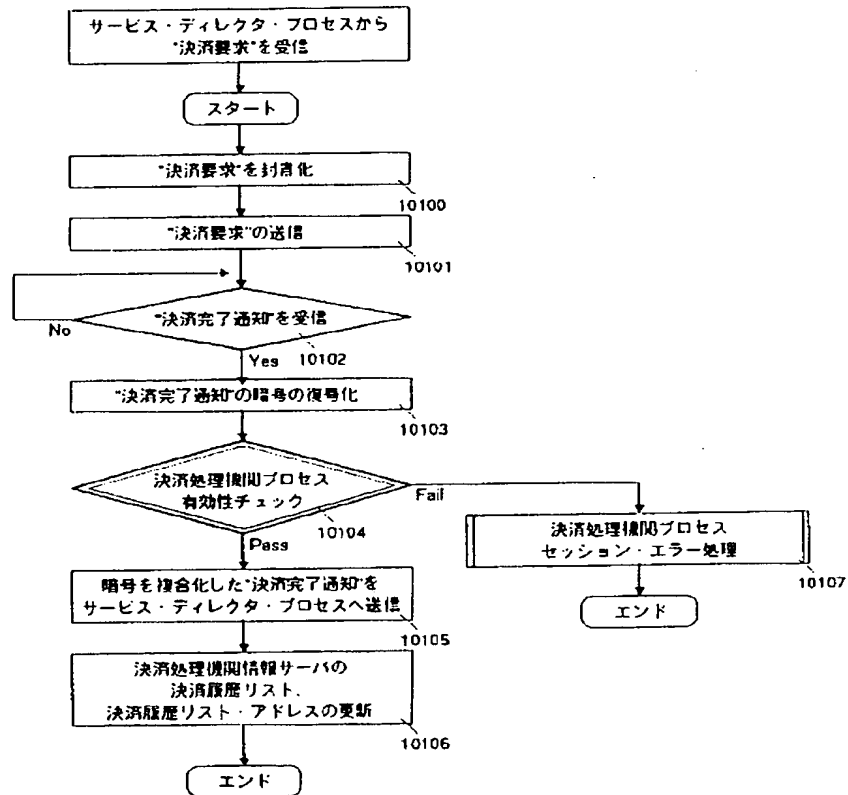 サービス・ディレクタ・プロセスから
"決済要求"を受信
スタート
"決済要求"を封書化
10100
"決済要求"の送信
10101
"決済完了通知"を受信
No
10102
Yes
"決済完了通知"の暗号の復号化
10103
決済処理機関プロセス
有効性チェック
10104
Fail
Pass
決済処理機関プロセス
セッション・エラー処理
10107
エンド
暗号を複合化した"決済完了通知"を
サービス・ディレクタ・プロセスへ送信
10105
決済処理機関情報サーバの
決済履歴リスト、
決済履歴リスト・アドレスの更新
10106
エンド